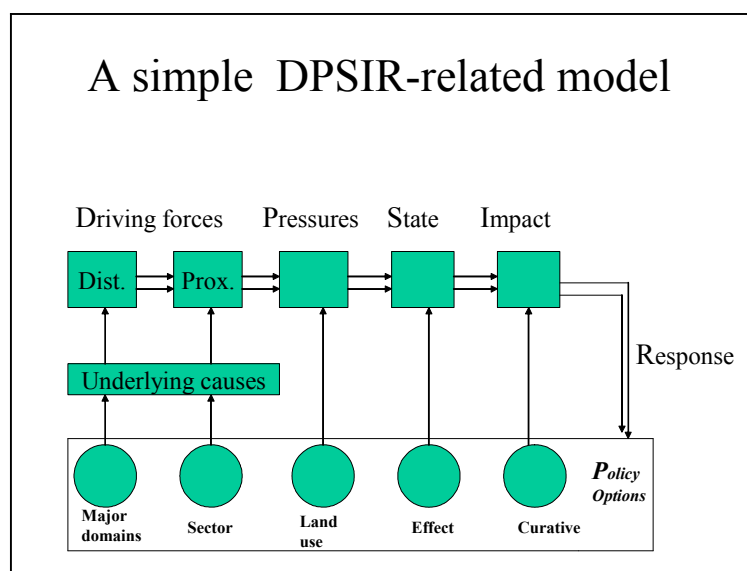 A simple DPSIR-related model
Driving forces Pressures State Impact
Dist. Prox.
Response
Underlying causes
Policy
Options
Major
domains
Sector
Land
use
Effect
Curative